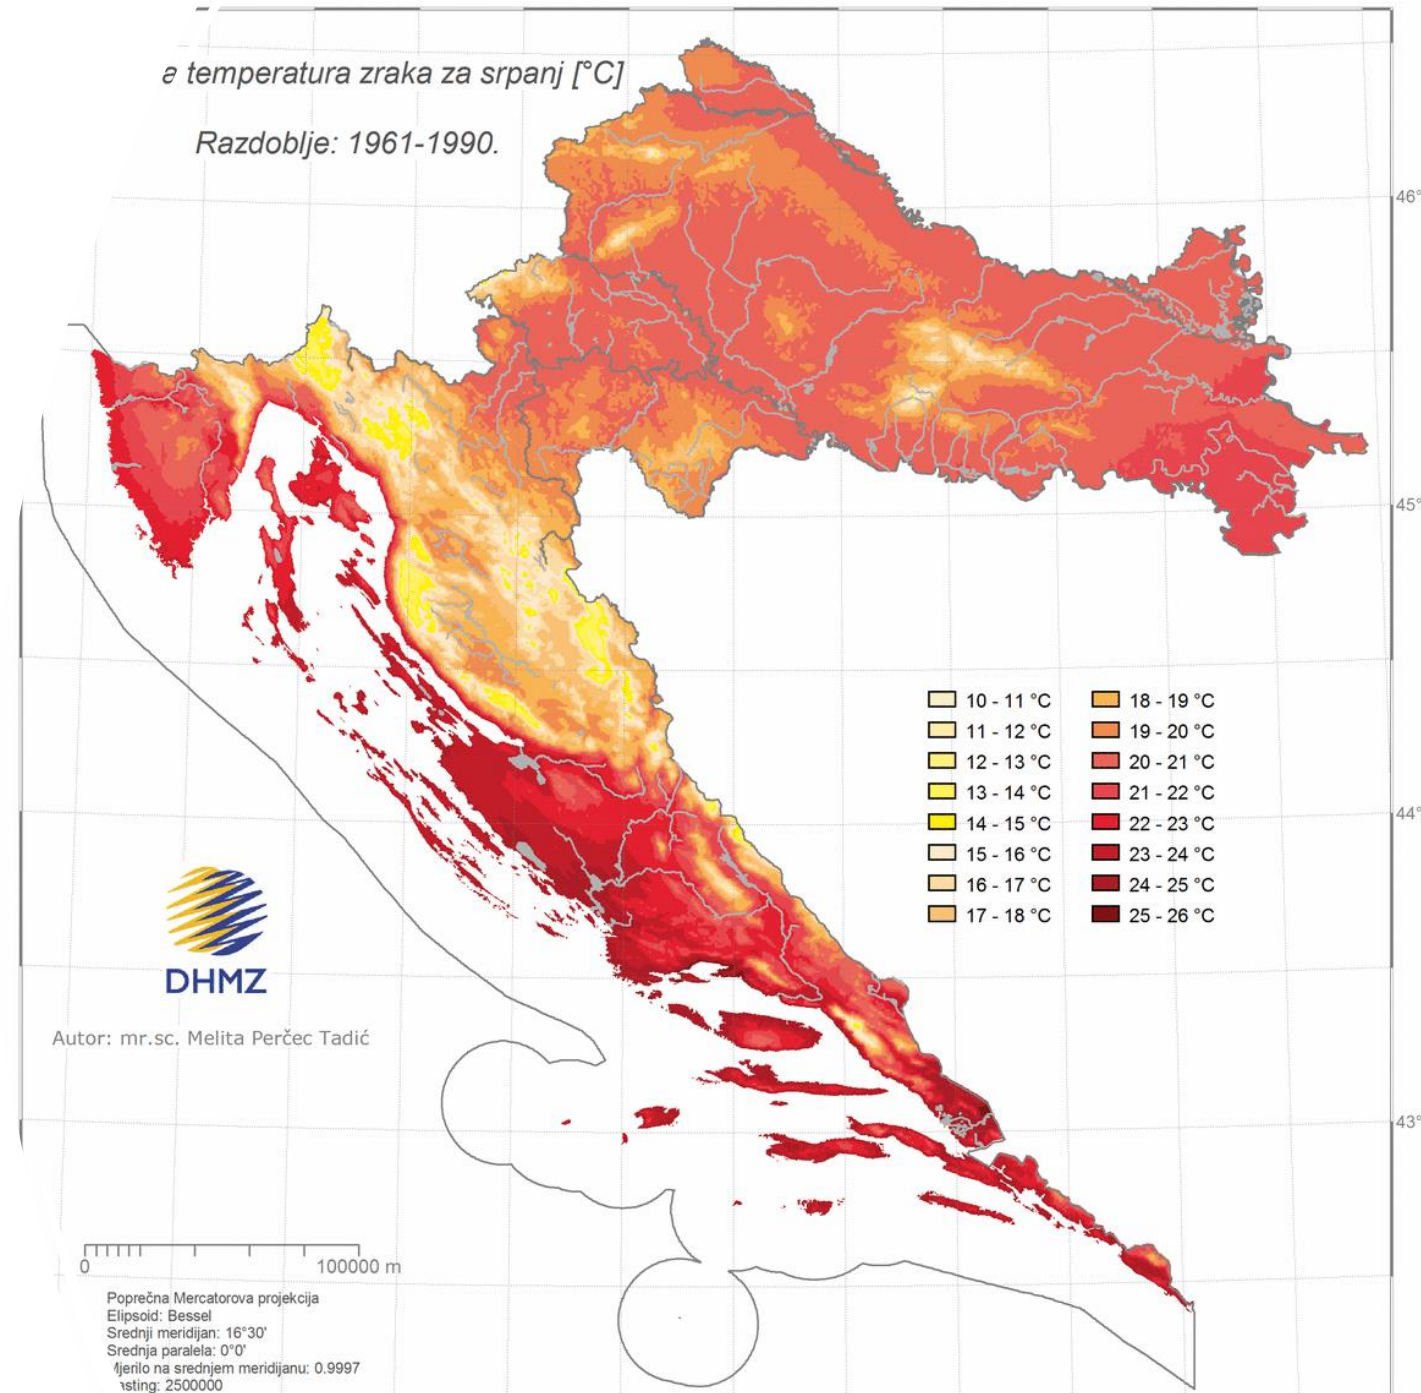 a temperatura zraka za srpanj [°C]
Razdoblje: 1961-1990.
46°
45°
10 - 11 °C
11 - 12 °C
12 - 13 °C
13 - 14 °C
14 - 15 °C
15 - 16 °C
16 - 17 °C
17 - 18 °C
18 - 19 °C
19 - 20 °C
20 - 21 °C
21 - 22 °C
22 - 23 °C
23 - 24 °C
24 - 25 °C
25 - 26 °C
44°
DHMZ
Autor: mr.sc. Melita Perčec Tadić
43°
0 100000 m
Poprečna Mercatorova projekcija
Elipsoid: Bessel
Srednji meridijan: 16°30'
Srednja paralela: 0°0'
Mjerilo na srednjem meridijanu: 0.9997
asting: 2500000